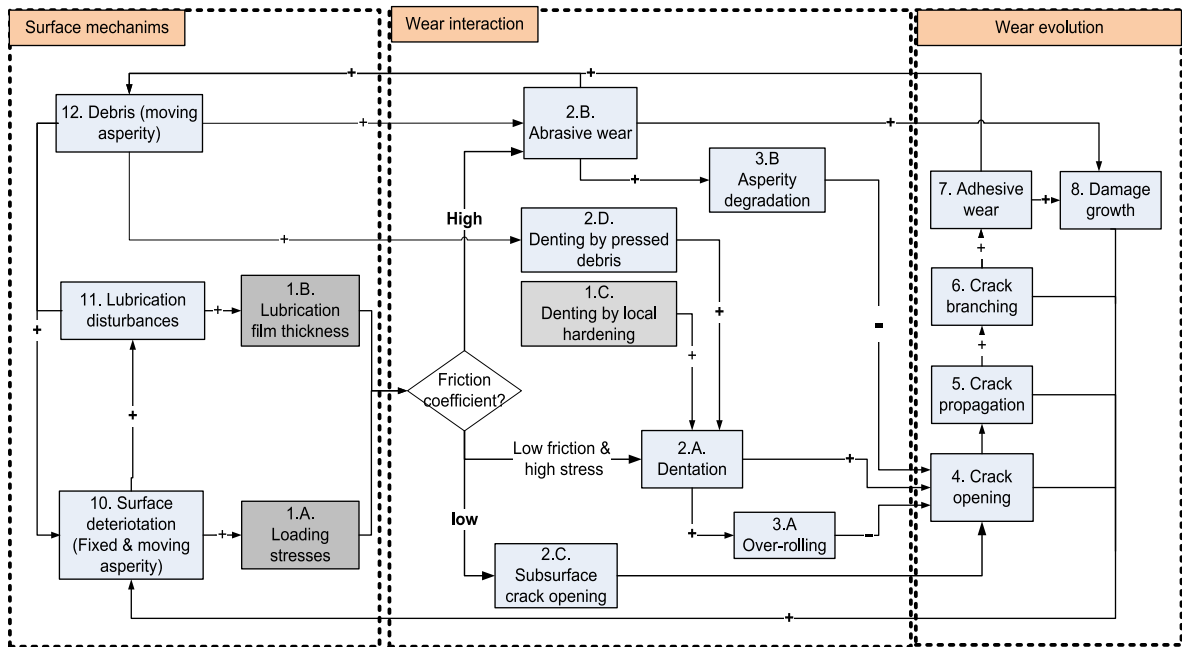 Surface mechanims
Wear interaction
Wear evolution
+
+
12. Debris (moving
asperity)
+
2.B.
Abrasive wear
+
+
3.B
Asperity
degradation
7. Adhesive
wear
+
8. Damage
growth
High
+
2.D.
Denting by pressed
debris
+
6. Crack
branching
11. Lubrication
disturbances
+
1.B.
Lubrication
film thickness
1.C.
Denting by local
hardening
+
+
-
+
+
Friction
coefficient?
5. Crack
propagation
+
Low friction &
high stress
2.A.
Dentation
+
4. Crack
opening
10. Surface
deteriotation
(Fixed & moving
asperity)
+
1.A.
Loading
stresses
low
+
3.A
Over-rolling
-
2.C.
Subsurface
crack opening
+